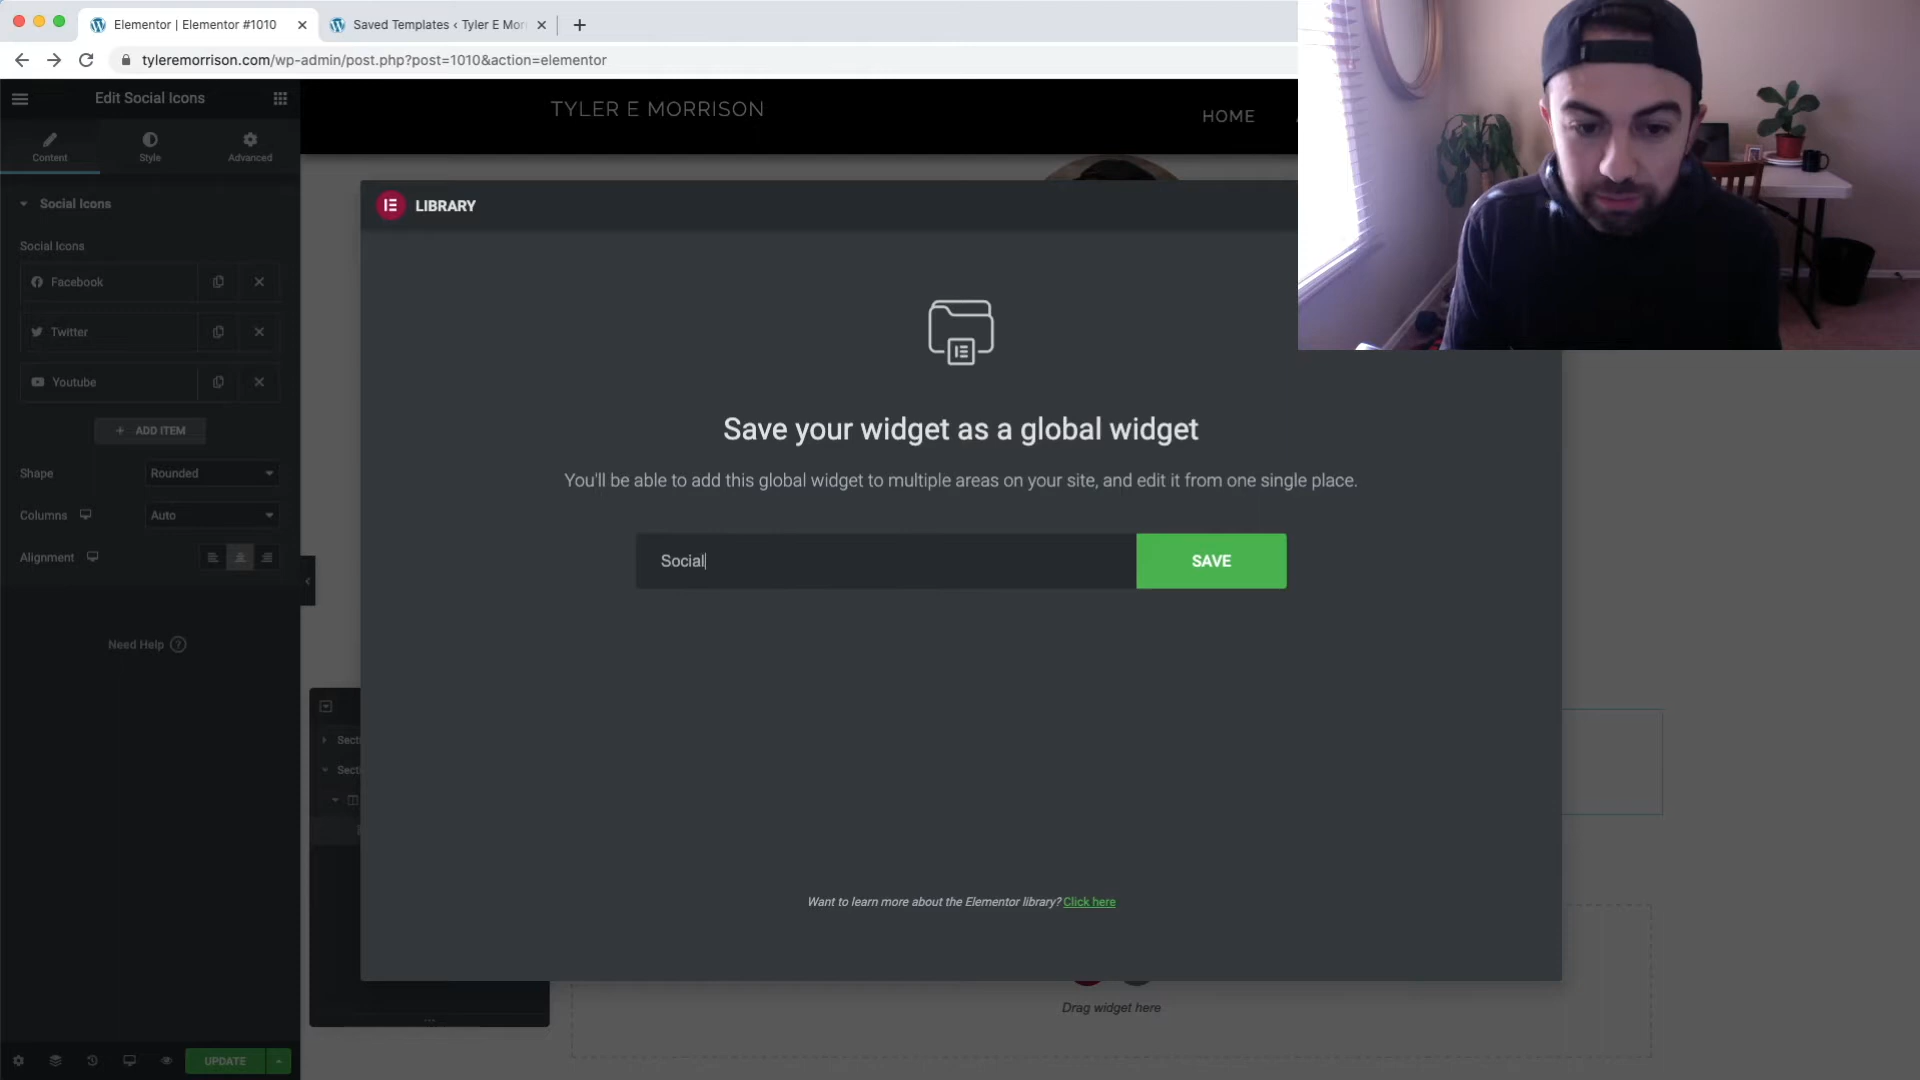 Elementor | Elementor #1010
Saved Templates ‹ Tyler E Mor
tyleremorrison.com/wp-admin/post.php?post=1010&action=elementor
Edit Social Icons
Content
Style
Advanced
Social Icons
Social Icons
Facebook
Twitter
Youtube
ADD ITEM
Shape
Rounded
Columns
Auto
Alignment
Need Help
UPDATE
TYLER E MORRISON
HOME
LIBRARY
Save your widget as a global widget
You'll be able to add this global widget to multiple areas on your site, and edit it from one single place.
Social
SAVE
Want to learn more about the Elementor library? Click here
Secti
Secti
Drag widget here